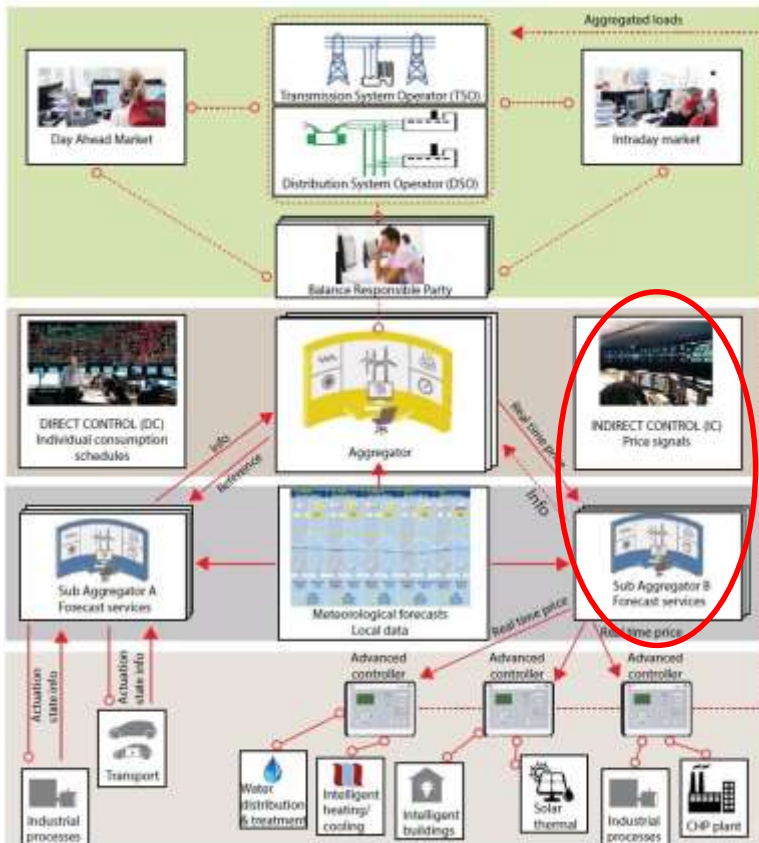 Aggregated loads
Transmission System Operator (TSO)
Day Ahead Market
Intraday market
Distribution System Operator (DSO)
Balance Responsible Party
DIRECT CONTROL (DC)
Individual consumption
schedules
Info
Reference
Aggregator
Real time price
Info
INDIRECT CONTROL (IC)
Price signals
Sub Aggregator A
Forecast services
Meteorological forecasts
Local data
Sub Aggregator B
Forecast services
Real time price
Real time price
Actuation
state info
Actuation
state info
Advanced
controller
Advanced
controller
Advanced
controller
Transport
Industrial
processes
Water
distribution
& treatment
Intelligent
heating/
cooling
Intelligent
buildings
Solar
thermal
Industrial
processes
CHP plant